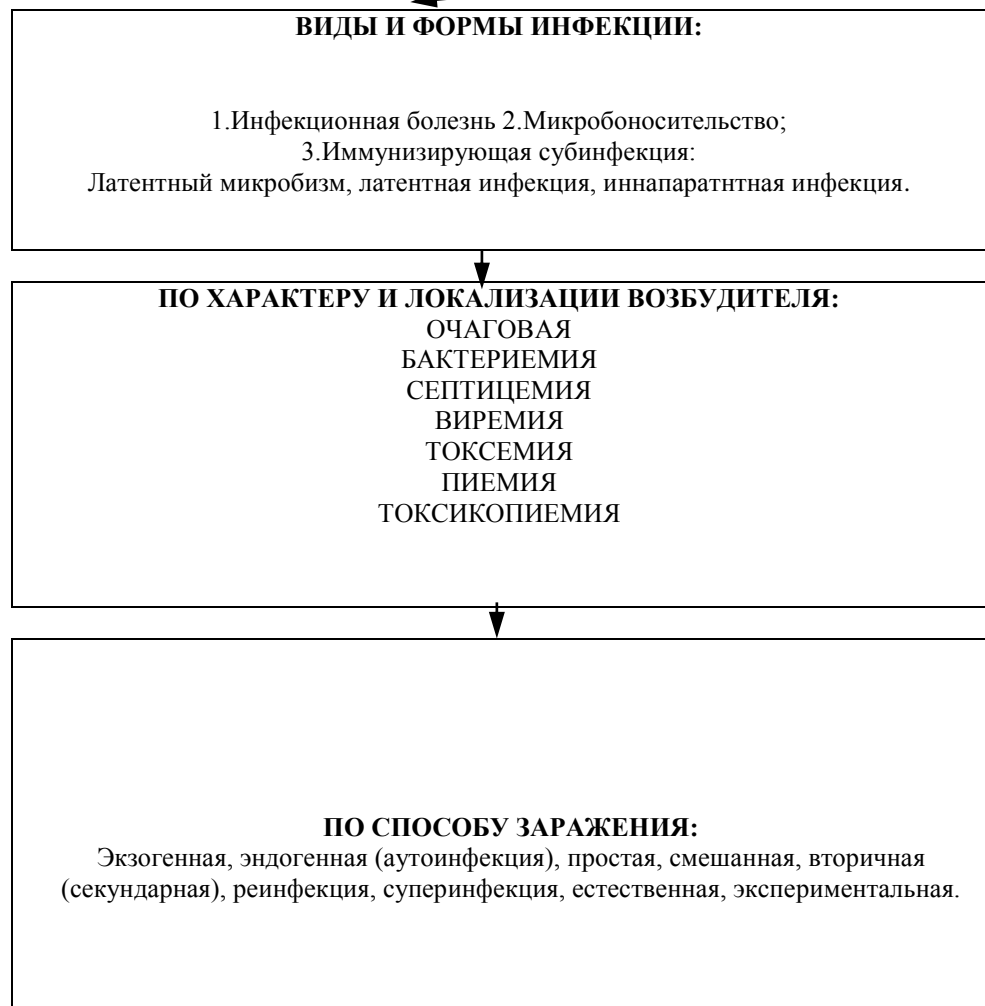 ВИДЫ И ФОРМЫ ИНФЕКЦИИ:
1.Инфекционная болезнь 2.Микробоносительство;
3.Иммунизирующая субинфекция:
Латентный микробизм, латентная инфекция, иннапаратнтная инфекция.
ПО ХАРАКТЕРУ И ЛОКАЛИЗАЦИИ ВОЗБУДИТЕЛЯ:
ОЧАГОВАЯ
БАКТЕРИЕМИЯ
СЕПТИЦЕМИЯ
ВИРЕМИЯ
ТОКСЕМИЯ
ПИЕМИЯ
ТОКСИКОПИЕМИЯ
ПО СПОСОБУ ЗАРАЖЕНИЯ:
Экзогенная, эндогенная (аутоинфекция), простая, смешанная, вторичная
(секундарная), реинфекция, суперинфекция, естественная, экспериментальная.